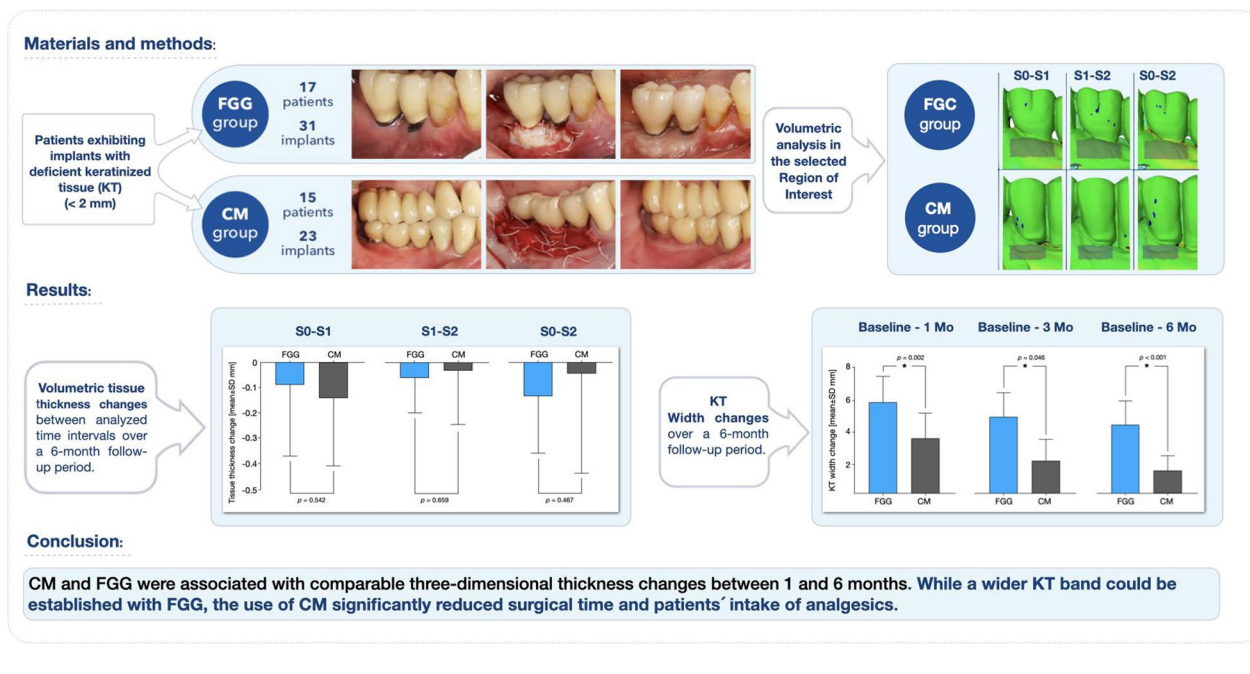 Materials and methods:
Patients exhibiting
implants with
deficient keratinized
tissue (KT)
(< 2 mm)
FGG
group
17
patients
31
implants
CM
group
15
patients
23
implants
Volumetric
analysis in
the selected
Region of
Interest
S0-S1 S1-S2 S0-S2
FGC
group
CM
group
Results:
Volumetric tissue
thickness changes
between analyzed
time intervals over
a 6-month follow-
up period.
S0-S1 S1-S2 S0-S2
FGG CM FGG CM FGG CM
Tissue thickness change [mean±SD mm]
0
-0.1
-0.2
-0.3
-0.4
-0.5
p = 0.542 p = 0.659 p = 0.467
KT
Width changes
over a 6-month
follow-up period.
Baseline - 1 Mo Baseline - 3 Mo Baseline - 6 Mo
KT width change [mean±SD mm]
8
6
4
2
p = 0.002 p = 0.046 p < 0.001
* * *
FGG CM FGG CM FGG CM
Conclusion:
CM and FGG were associated with comparable three-dimensional thickness changes between 1 and 6 months. While a wider KT band could be
established with FGG, the use of CM significantly reduced surgical time and patients´ intake of analgesics.